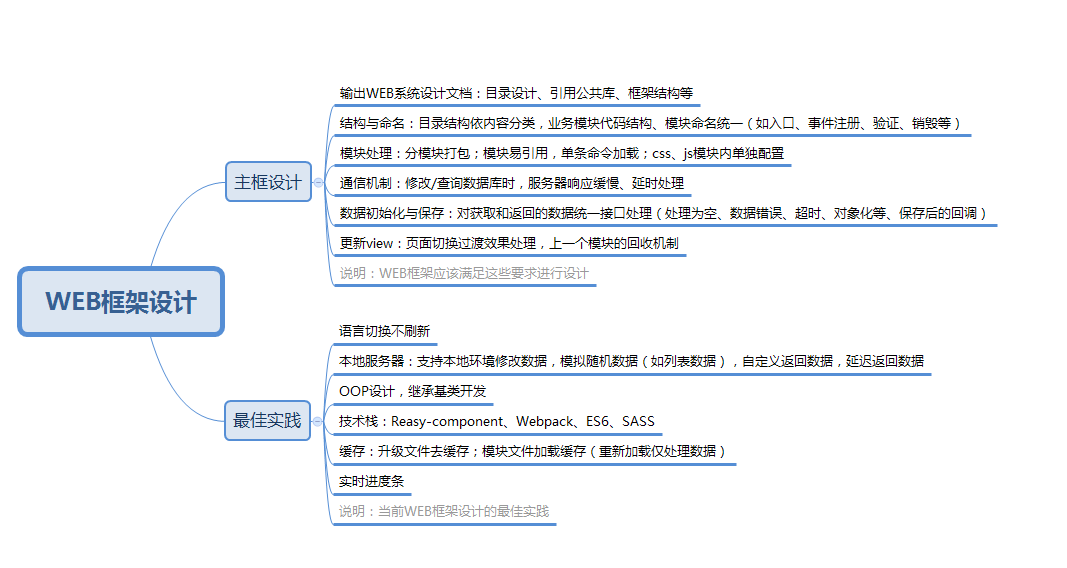 WEB框架设计
主框设计
输出WEB系统设计文档：目录设计、引用公共库、框架结构等
结构与命名：目录结构依内容分类，业务模块代码结构、模块命名统一（如入口、事件注册、验证、销毁等）
模块处理：分模块打包；模块易引用，单条命令加载；css、js模块内单独配置
通信机制：修改/查询数据库时，服务器响应缓慢、延时处理
数据初始化与保存：对获取和返回的数据统一接口处理（处理为空、数据错误、超时、对象化等、保存后的回调）
更新view：页面切换过渡效果处理，上一个模块的回收机制
说明：WEB框架应该满足这些要求进行设计
最佳实践
语言切换不刷新
本地服务器：支持本地环境修改数据，模拟随机数据（如列表数据），自定义返回数据，延迟返回数据
OOP设计，继承基类开发
技术栈：Reasy-component、Webpack、ES6、SASS
缓存：升级文件去缓存；模块文件加载缓存（重新加载仅处理数据）
实时进度条
说明：当前WEB框架设计的最佳实践